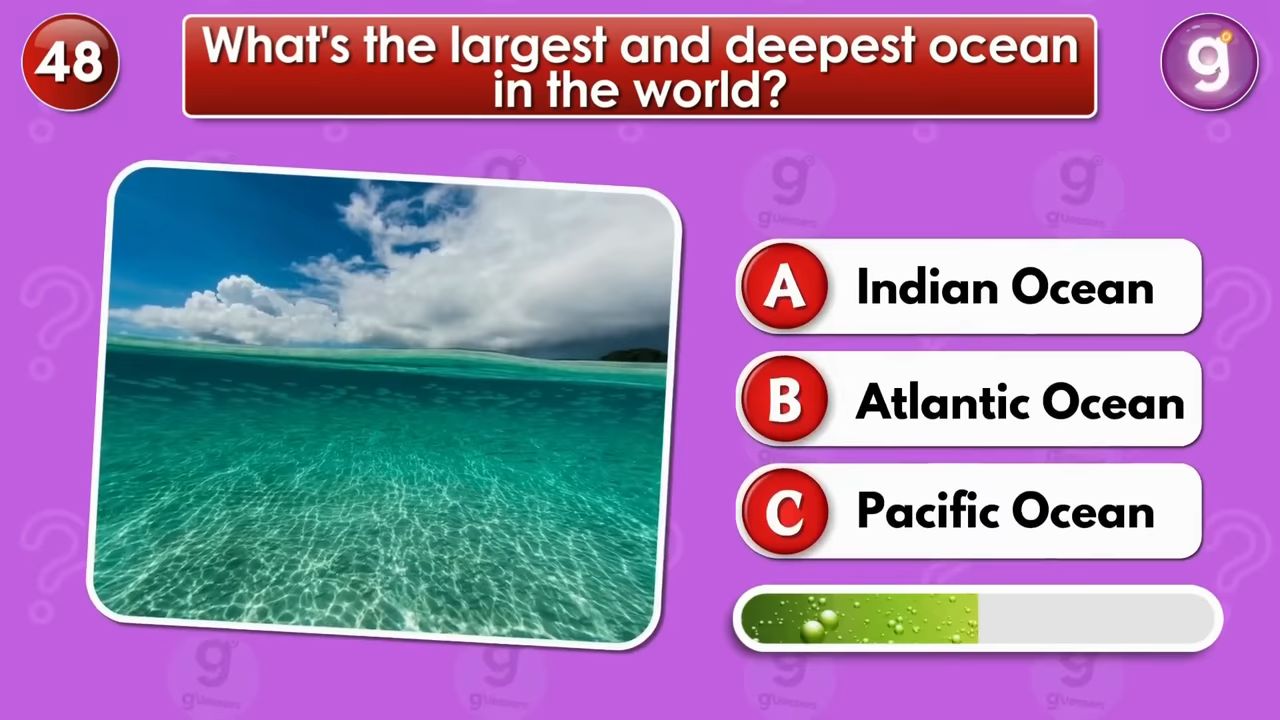 48
What's the largest and deepest ocean
in the world?
g
A Indian Ocean
B Atlantic Ocean
C Pacific Ocean